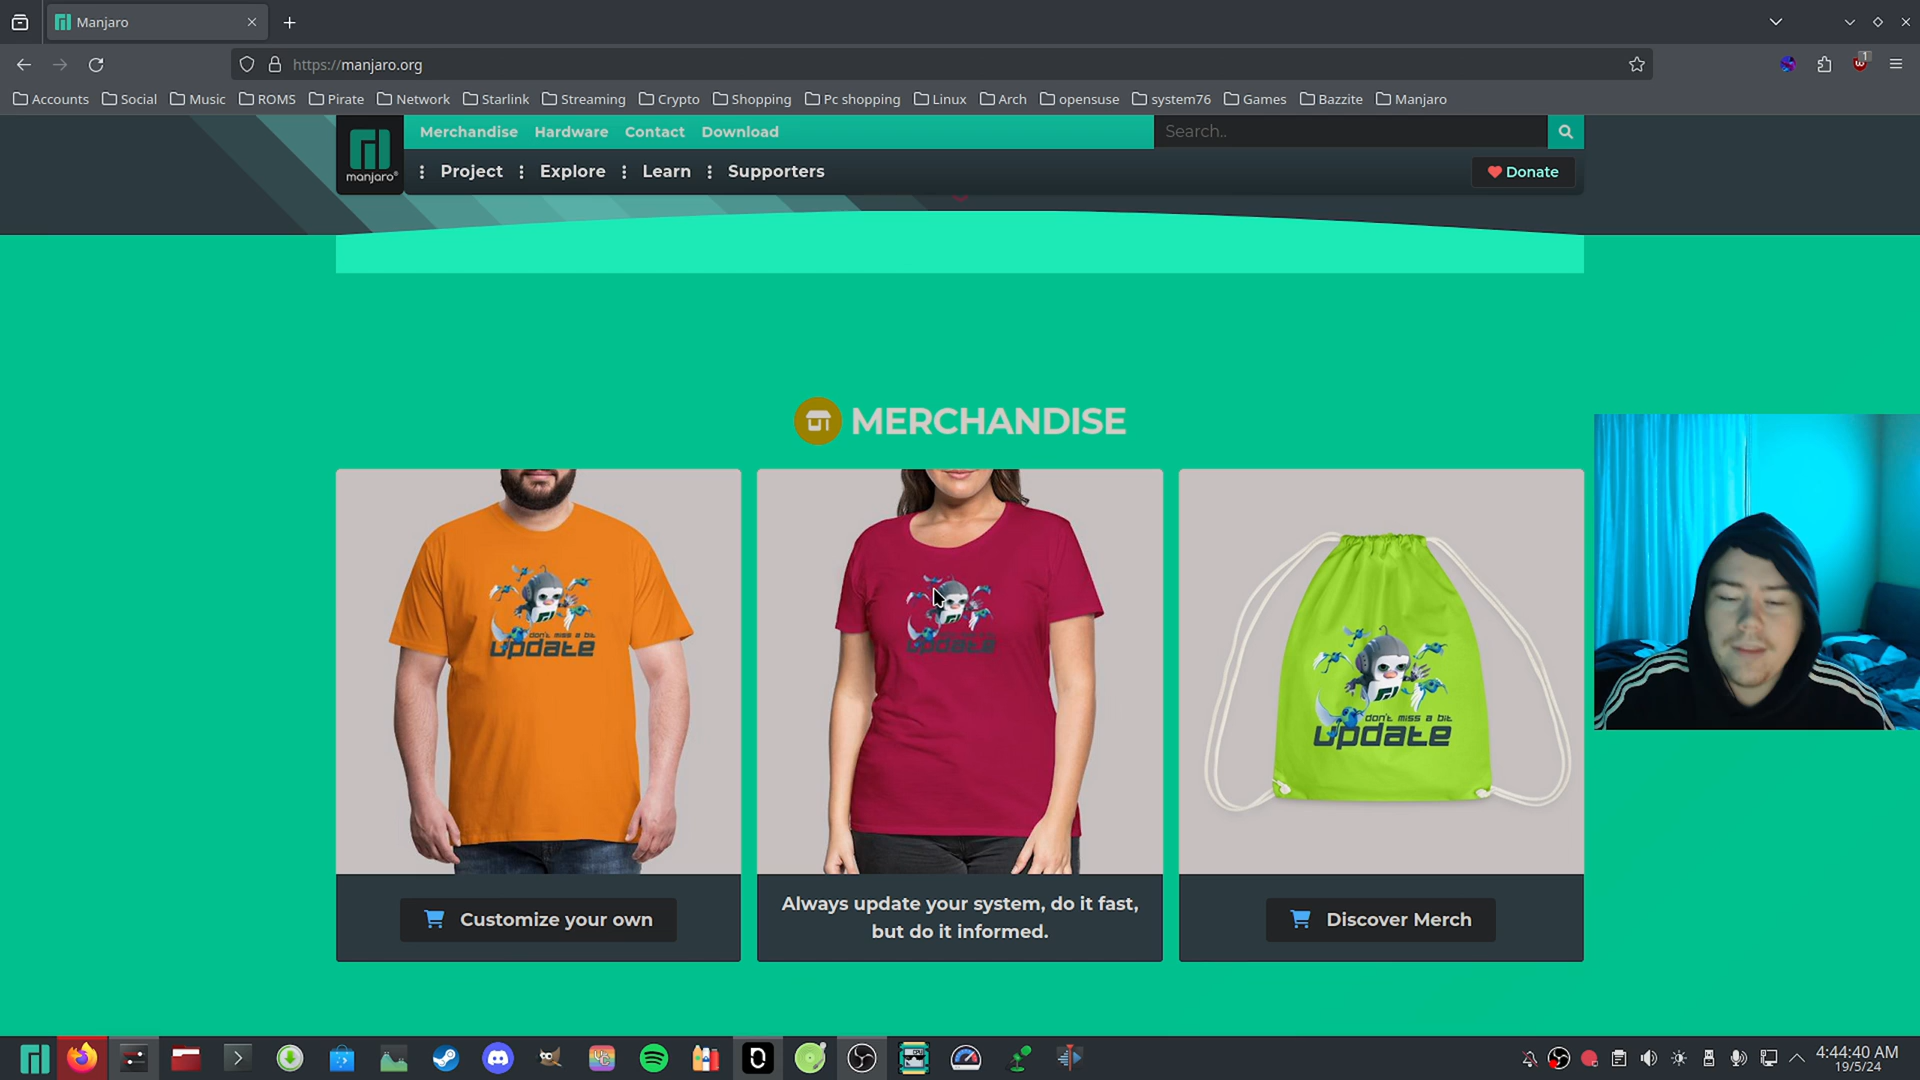 Manjaro
https://manjaro.org
1
Accounts Social Music ROMS Pirate Network Starlink Streaming Crypto Shopping Pc shopping Linux Arch opensuse system76 Games Bazzite Manjaro
Merchandise Hardware Contact Download
Search..
manjaro®
Project Explore Learn Supporters
Donate
MERCHANDISE
don't miss a bit
update
update
don't miss a bit
update
Customize your own
Always update your system, do it fast,
but do it informed.
Discover Merch
4:44:40 AM
19/5/24